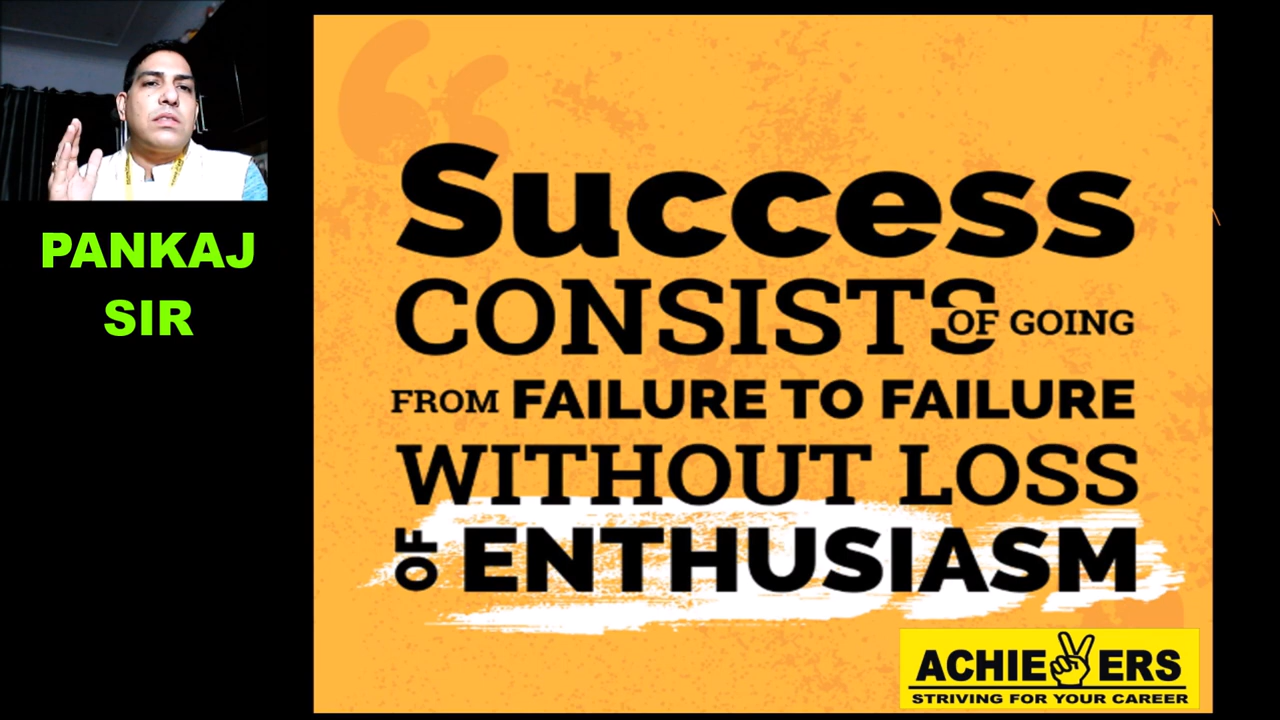 PANKAJ
SIR
Success
CONSISTS OF GOING
FROM FAILURE TO FAILURE
WITHOUT LOSS
OF ENTHUSIASM
ACHIEVERS
STRIVING FOR YOUR CAREER